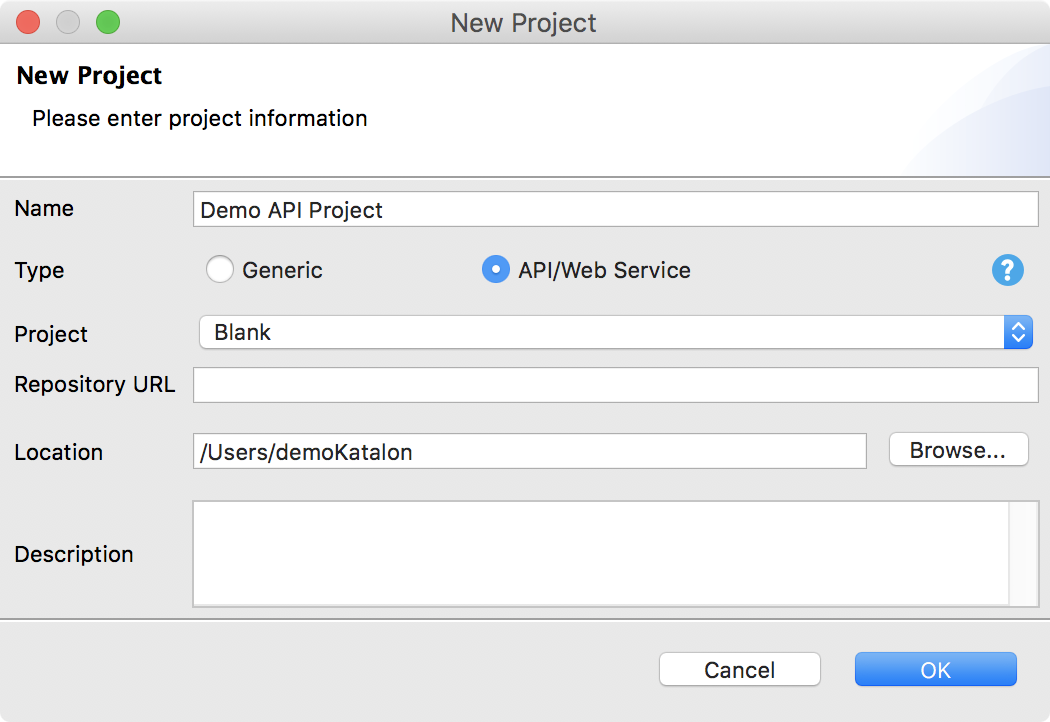 New Project
New Project
Please enter project information
Name Demo API Project
Type Generic API/Web Service ?
Project Blank
Repository URL
Location /Users/demoKatalon Browse...
Description
Cancel OK